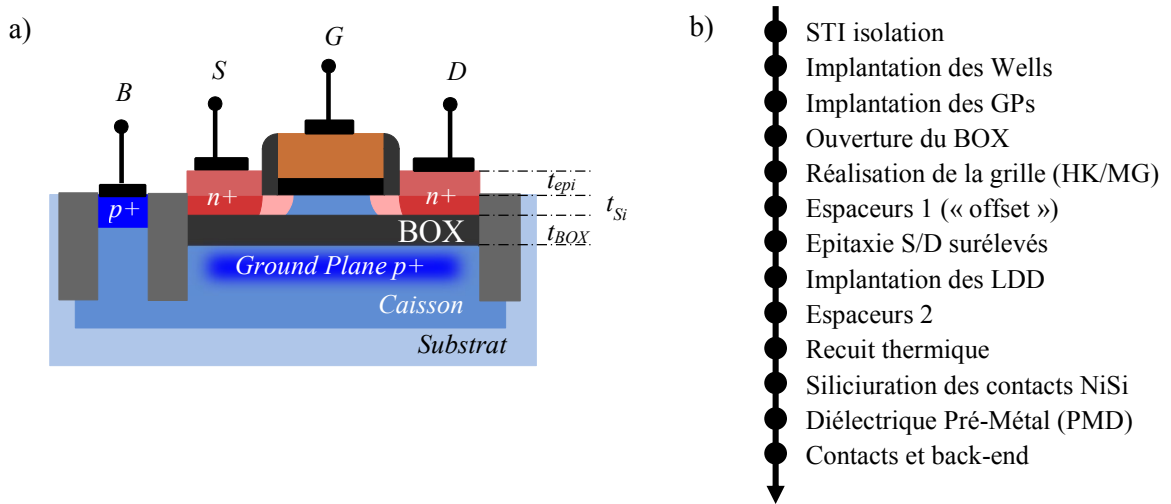 a)
G
S
D
B
n+
n+
p+
t_epi
t_Si
BOX
t_BOX
Ground Plane p+
Caisson
Substrat
b)
STI isolation
Implantation des Wells
Implantation des GPs
Ouverture du BOX
Réalisation de la grille (HK/MG)
Espaceurs 1 (« offset »)
Epitaxie S/D surélevés
Implantation des LDD
Espaceurs 2
Recuit thermique
Siliciuration des contacts NiSi
Diélectrique Pré-Métal (PMD)
Contacts et back-end